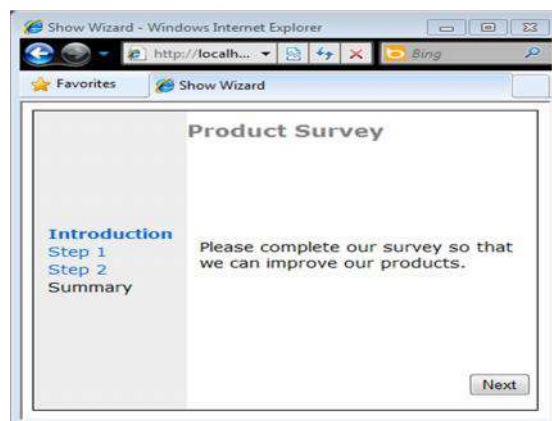 Show Wizard - Windows Internet Explorer
http://localh...
Bing
Favorites
Show Wizard
Product Survey
Introduction
Step 1
Step 2
Summary
Please complete our survey so that
we can improve our products.
Next